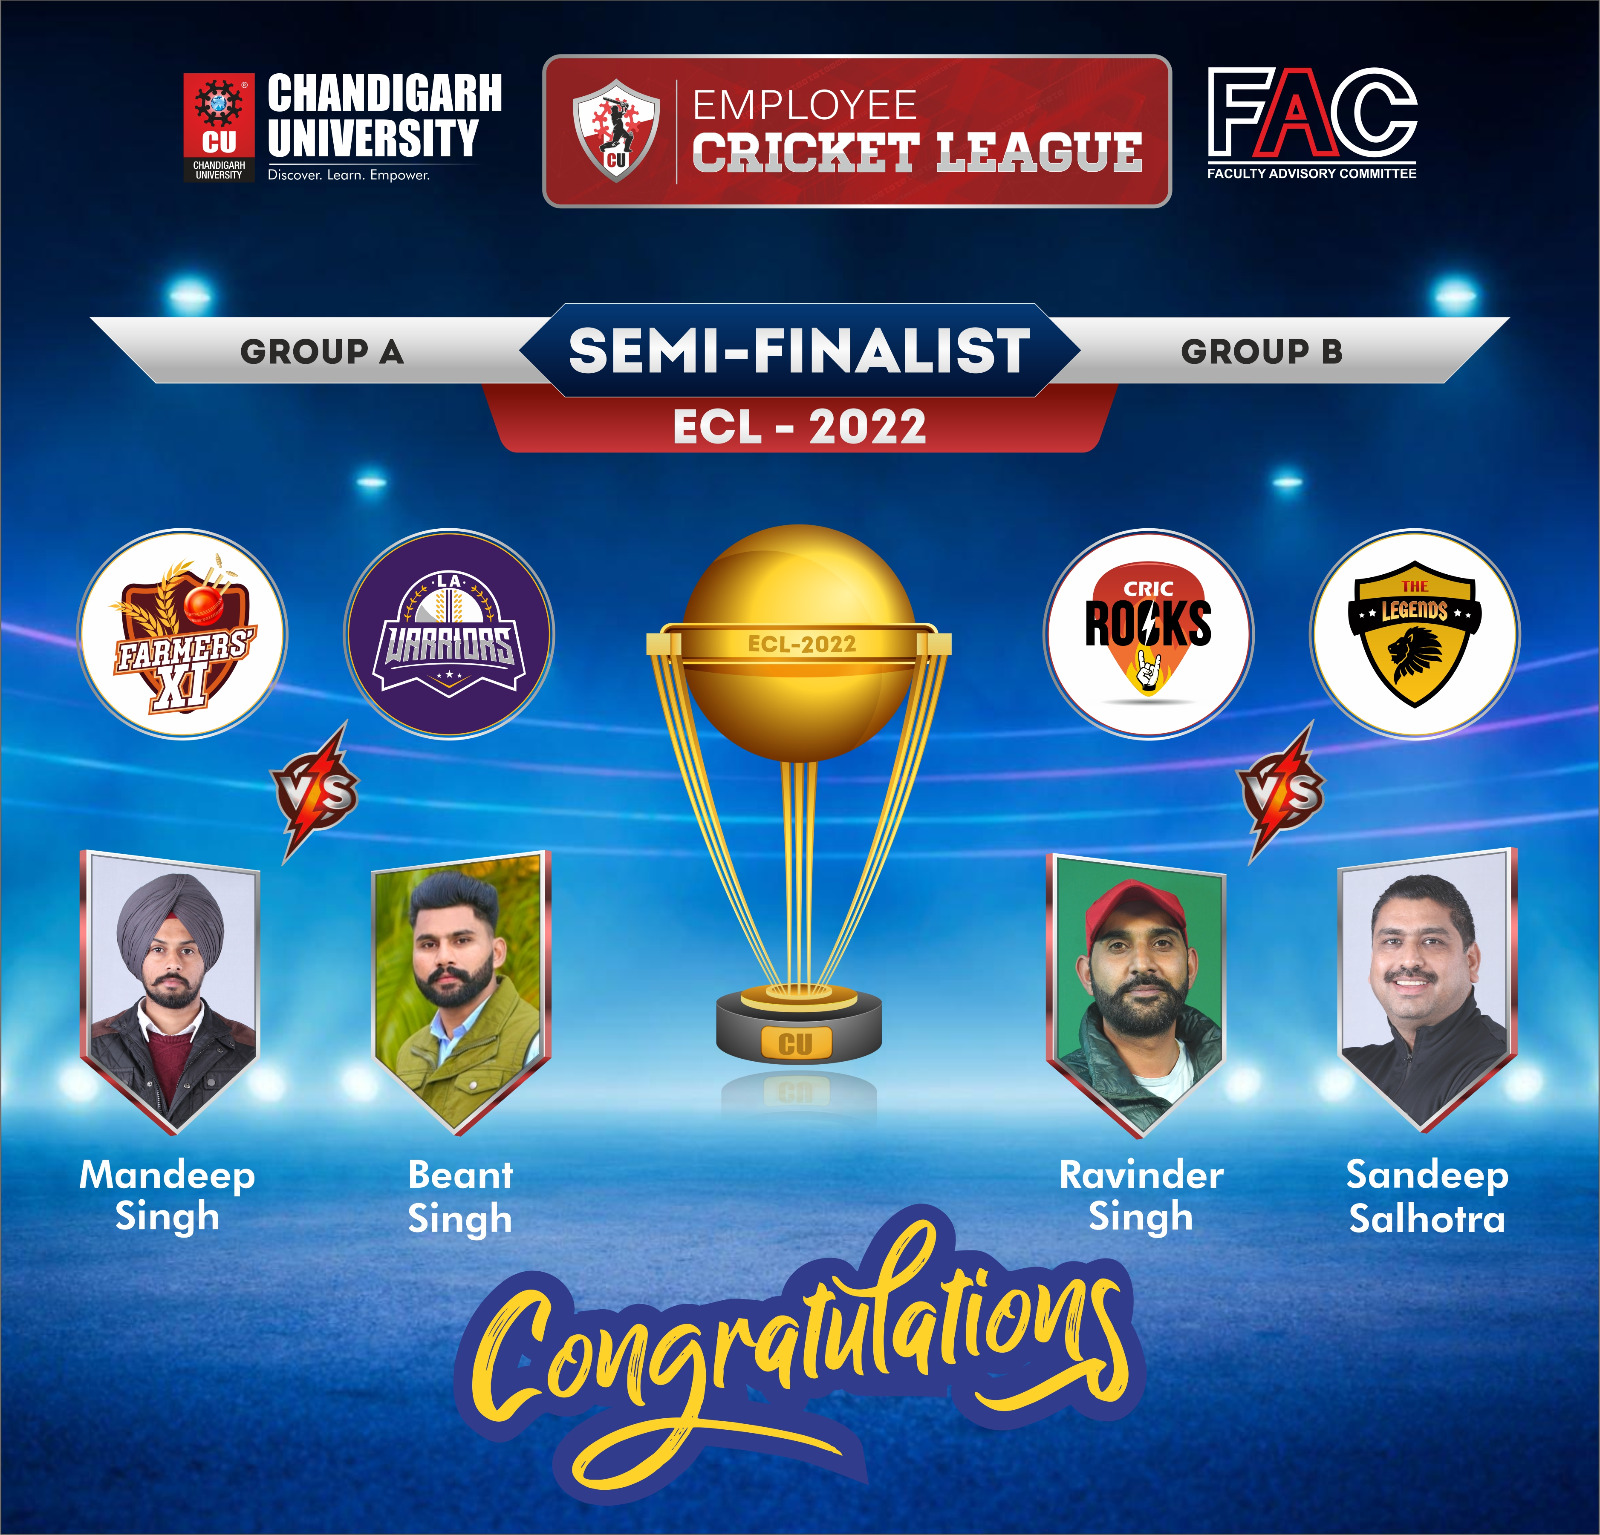 CU
CHANDIGARH
UNIVERSITY
CHANDIGARH
UNIVERSITY
Discover. Learn. Empower.
CU
EMPLOYEE
CRICKET LEAGUE
FAC
FACULTY ADVISORY COMMITTEE
GROUP A
SEMI-FINALIST
GROUP B
ECL - 2022
FARMERS'
XI
LA
WARRIORS
ECL-2022
CRIC
ROCKS
THE
LEGENDS
VS
VS
CU
Mandeep
Singh
Beant
Singh
Ravinder
Singh
Sandeep
Salhotra
Congratulations